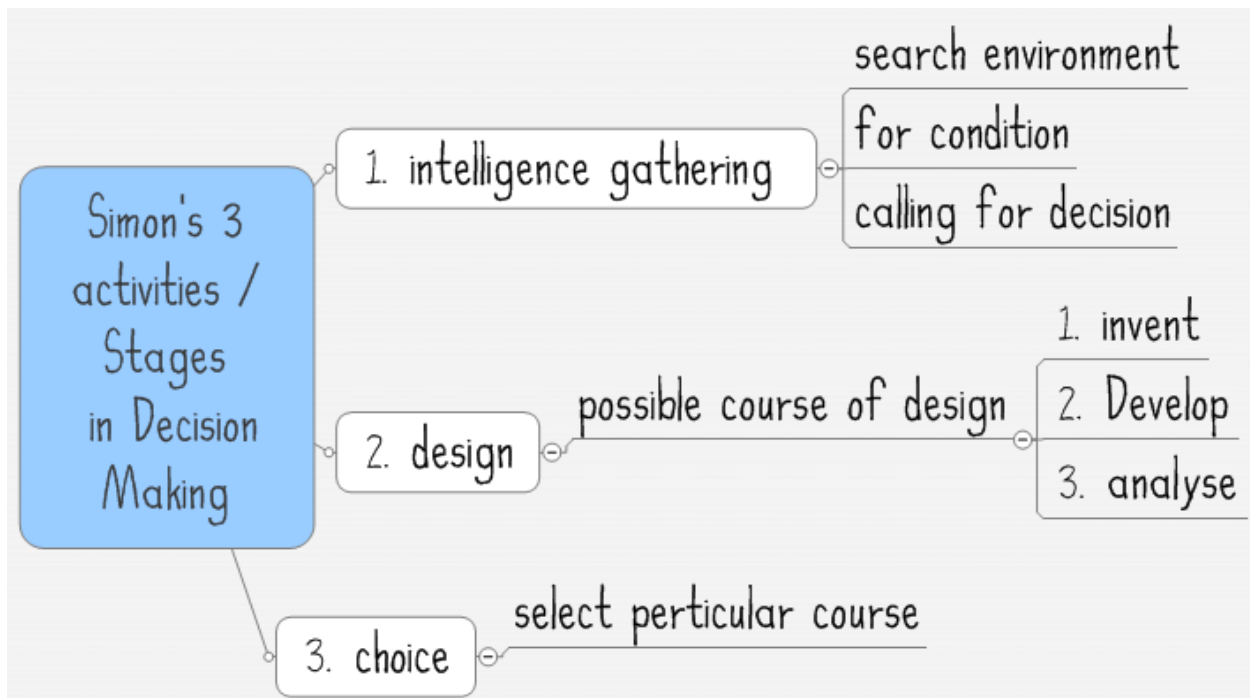 Simon's 3
activities /
Stages
in Decision
Making
1. intelligence gathering
search environment
for condition
calling for decision
2. design
possible course of design
1. invent
2. Develop
3. analyse
3. choice
select perticular course